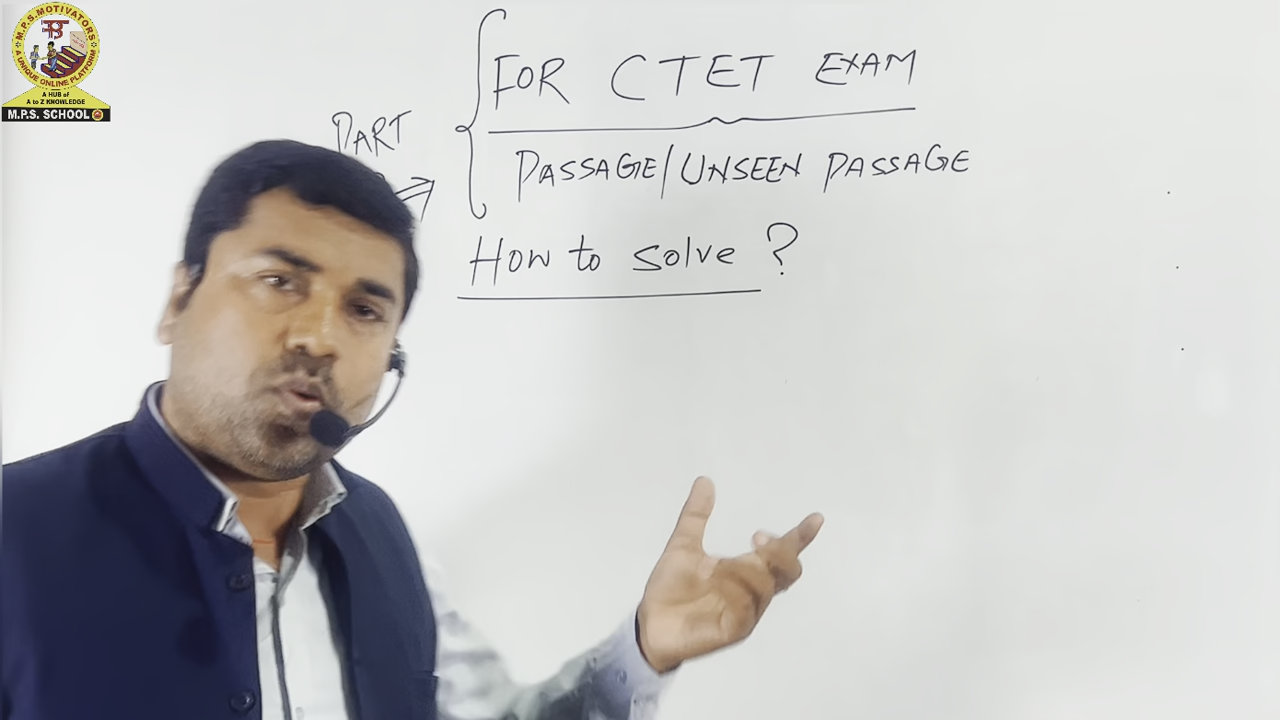 M.P.S.MOTIVATORS
A UNIQUE ONLINE PLATFORM
A HUB of
A to Z KNOWLEDGE
M.P.S. SCHOOL
PART
FOR CTET EXAM
PASSAGE/UNSEEN PASSAGE
How to solve ?